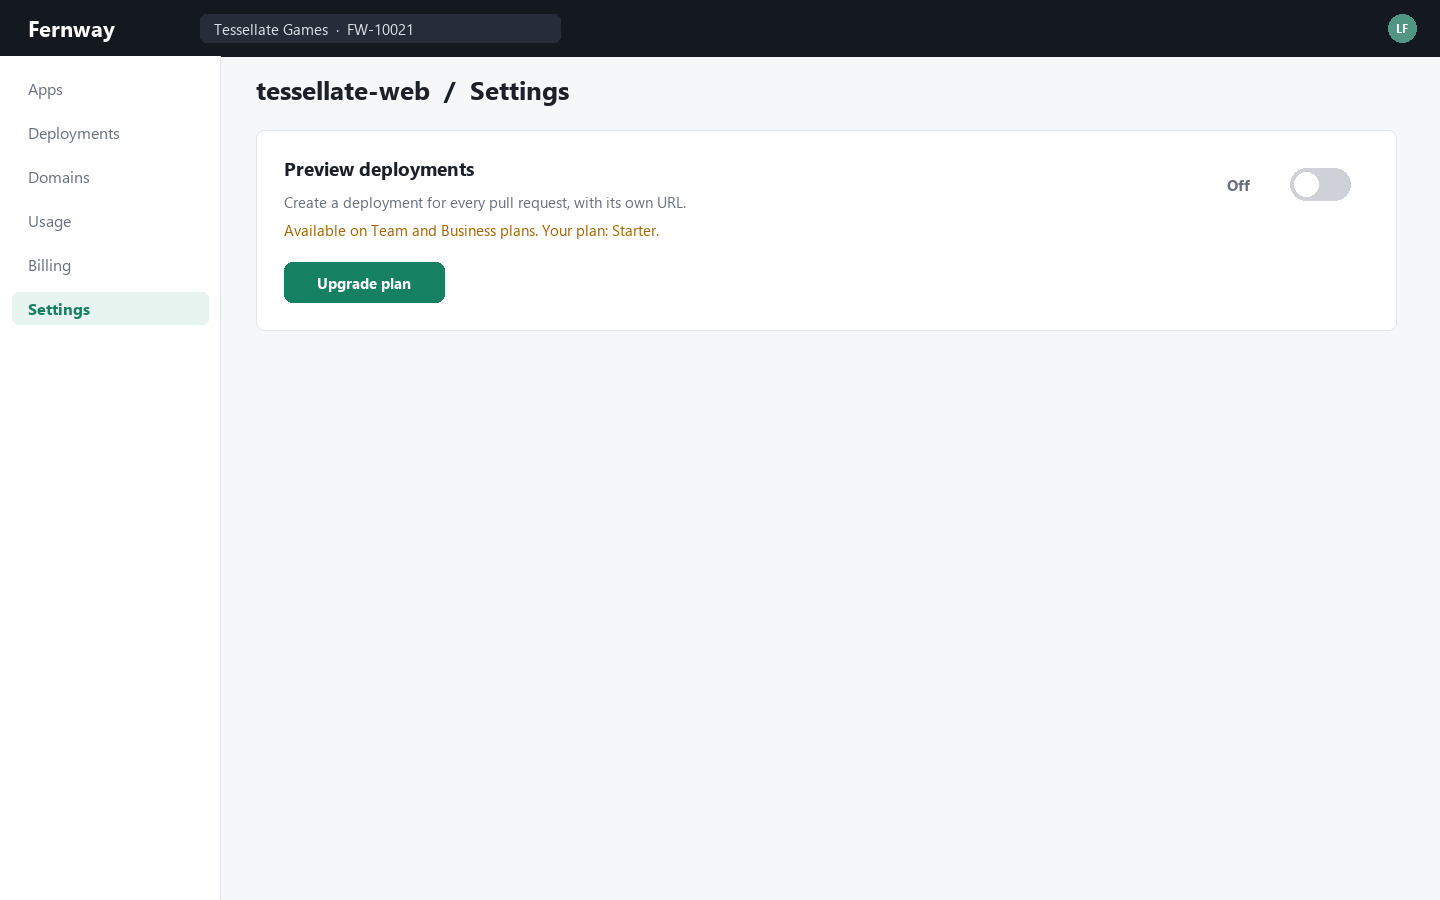 Fernway
Tessellate Games · FW-10021
LF
Apps
Deployments
Domains
Usage
Billing
Settings
tessellate-web / Settings
Preview deployments
Create a deployment for every pull request, with its own URL.
Available on Team and Business plans. Your plan: Starter.
Off
Upgrade plan